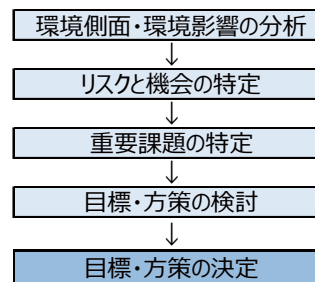 環境側面・環境影響の分析
↓
リスクと機会の特定
↓
重要課題の特定
↓
目標・方策の検討
↓
目標・方策の決定